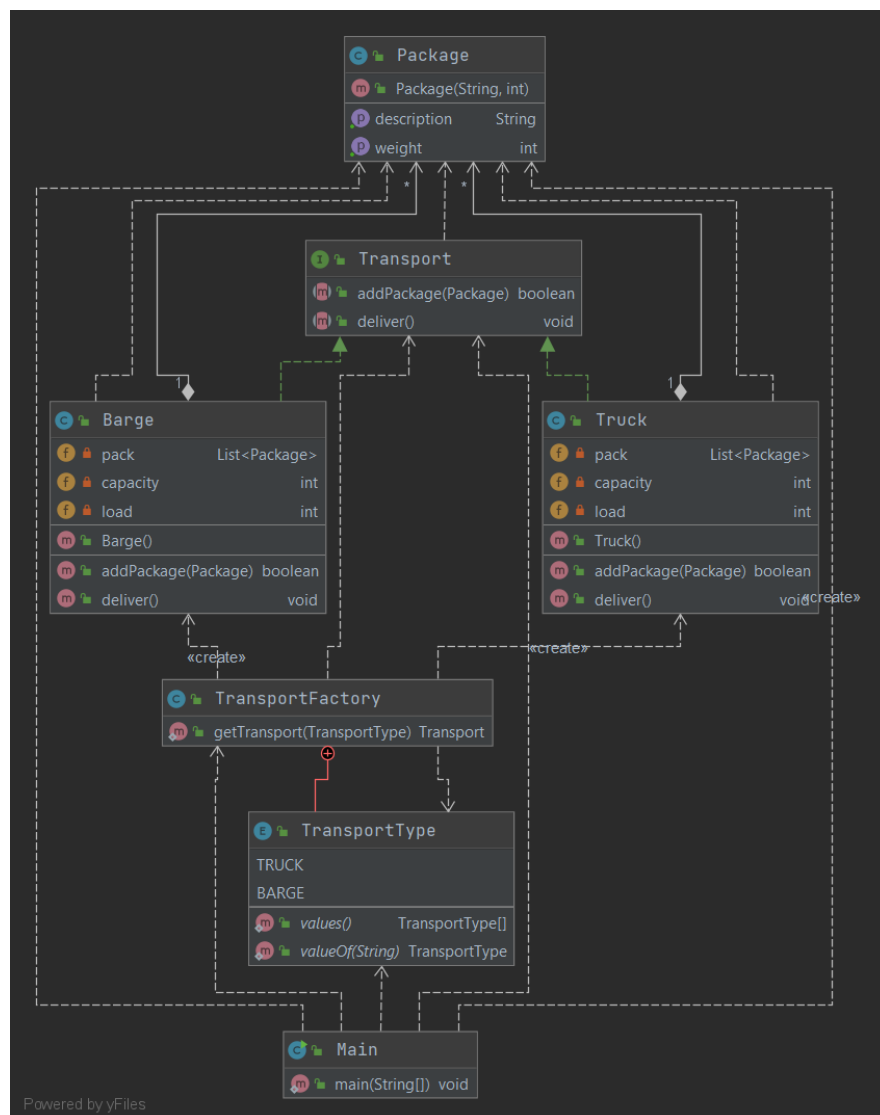 Package
Package(String, int)
description String
weight int
* *
Transport
addPackage(Package) boolean
deliver() void
1 1
Barge
pack List<Package>
capacity int
load int
Barge()
addPackage(Package) boolean
deliver() void
Truck
pack List<Package>
capacity int
load int
Truck()
addPackage(Package) boolean
deliver() void
«create»
«create»
«create»
TransportFactory
getTransport(TransportType) Transport
TransportType
TRUCK
BARGE
values() TransportType[]
valueOf(String) TransportType
Main
main(String[]) void
Powered by yFiles